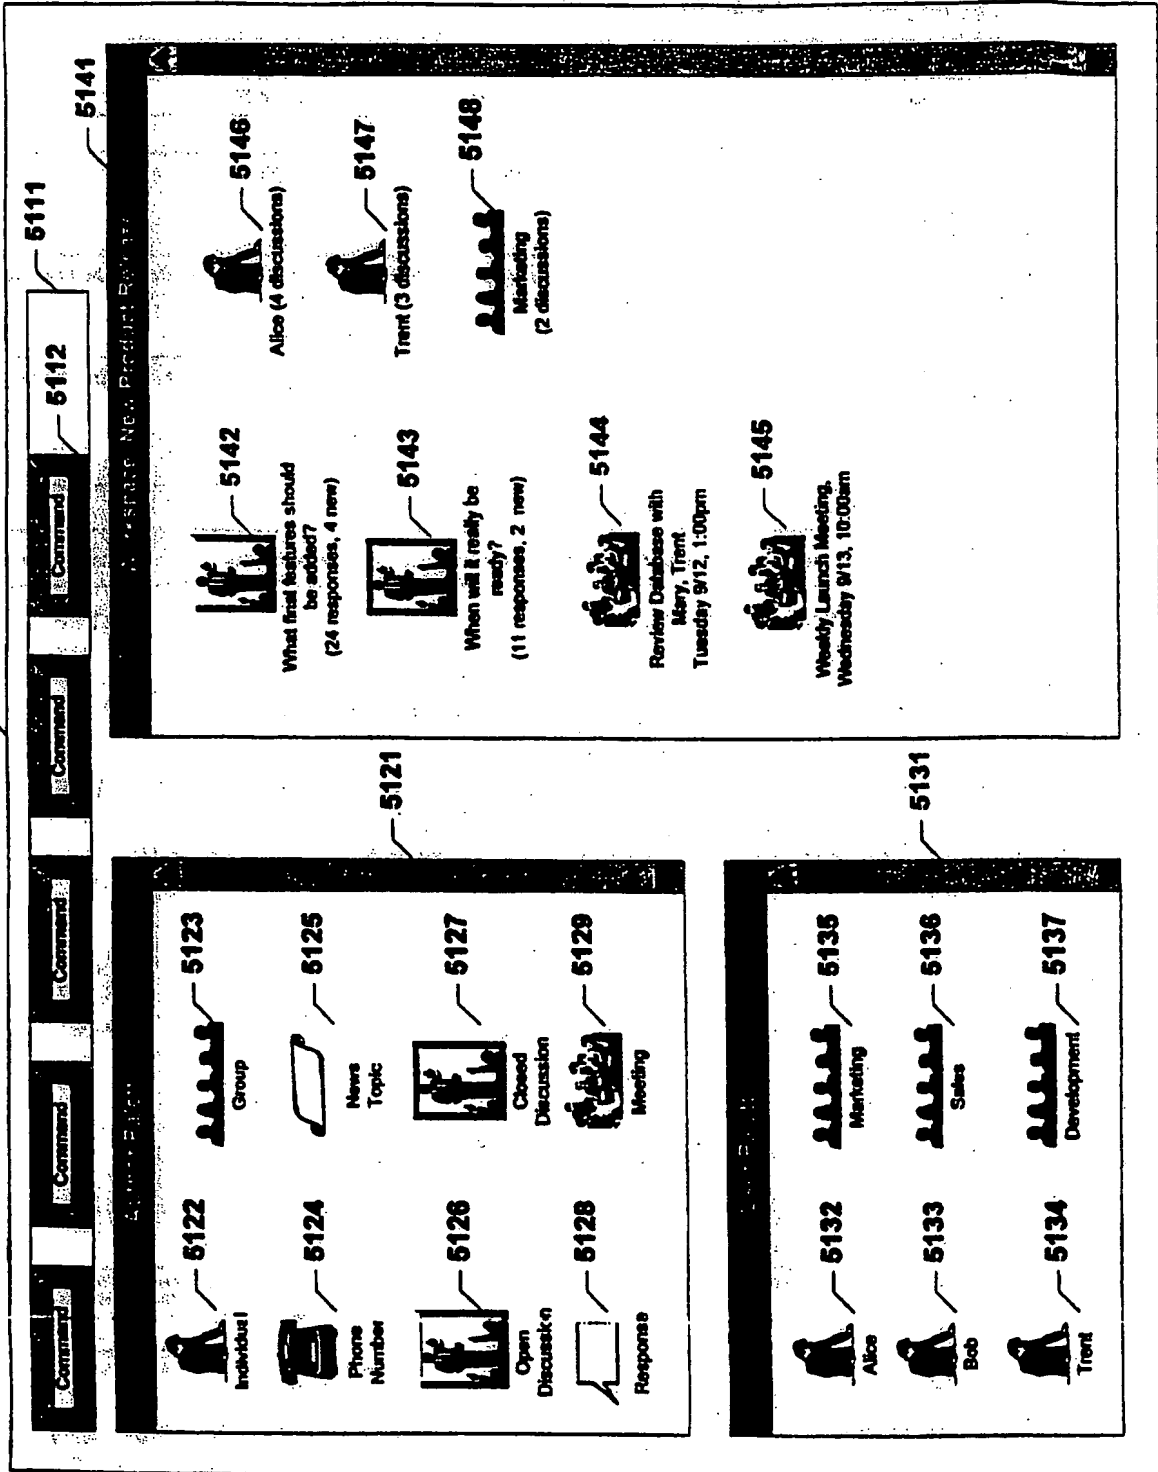 5111
Command
Command
Command
Command
Command
5112
5121
5122
Individual
5123
Group
5124
Phone
Number
5125
News
Topic
5126
Open
Discussion
5127
Closed
Discussion
5128
Response
5129
Meeting
5131
5132
Alice
5135
Marketing
5133
Bob
5136
Sales
5134
Trent
5137
Development
5141
New Product Release
5142
What final features should
be added?
(24 responses, 4 new)
5146
Alice (4 discussions)
5143
When will it really be
ready?
(11 responses, 2 new)
5147
Trent (3 discussions)
5148
Marketing
(2 discussions)
5144
Review Database with
Mary, Trent
Tuesday 9/12, 1:00pm
5145
Weekly Launch Meeting,
Wednesday 9/13, 10:00am